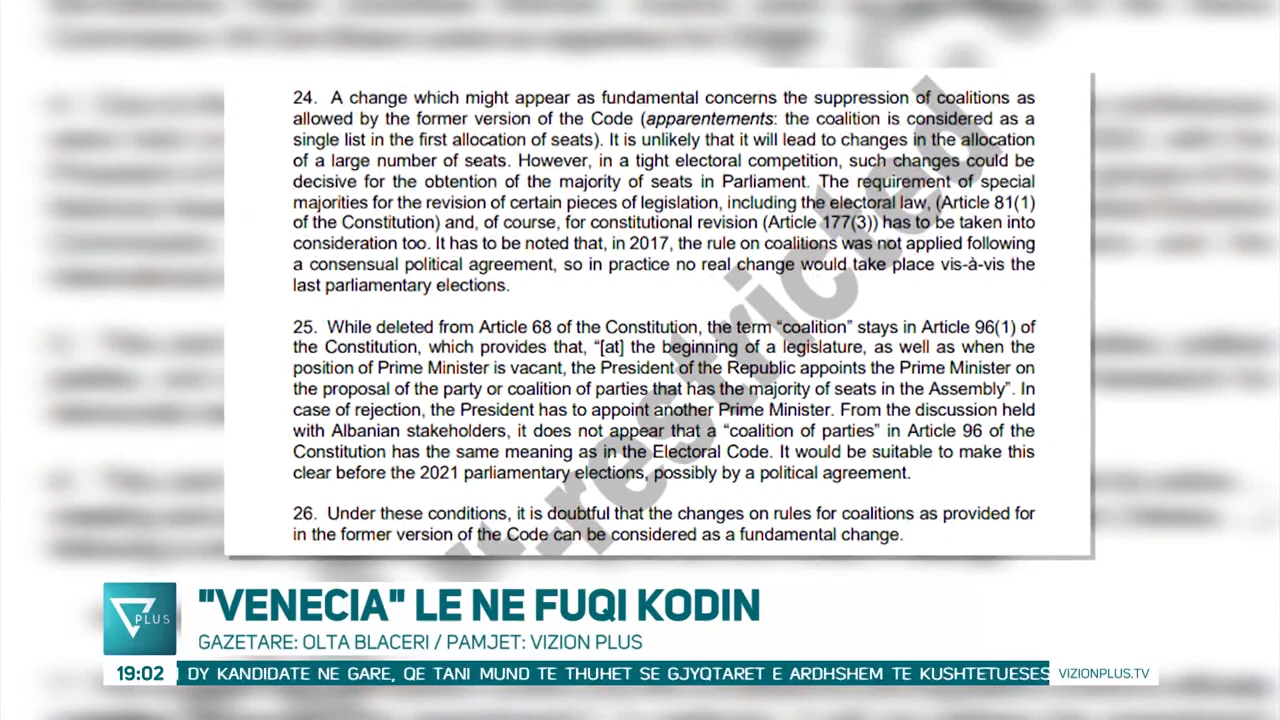 24. A change which might appear as fundamental concerns the suppression of coalitions as
allowed by the former version of the Code (apparentements: the coalition is considered as a
single list in the first allocation of seats). It is unlikely that it will lead to changes in the allocation
of a large number of seats. However, in a tight electoral competition, such changes could be
decisive for the obtention of the majority of seats in Parliament. The requirement of special
majorities for the revision of certain pieces of legislation, including the electoral law, (Article 81(1)
of the Constitution) and, of course, for constitutional revision (Article 177(3)) has to be taken into
consideration too. It has to be noted that, in 2017, the rule on coalitions was not applied following
a consensual political agreement, so in practice no real change would take place vis-à-vis the
last parliamentary elections.
25. While deleted from Article 68 of the Constitution, the term “coalition” stays in Article 96(1) of
the Constitution, which provides that, “[at] the beginning of a legislature, as well as when the
position of Prime Minister is vacant, the President of the Republic appoints the Prime Minister on
the proposal of the party or coalition of parties that has the majority of seats in the Assembly”. In
case of rejection, the President has to appoint another Prime Minister. From the discussion held
with Albanian stakeholders, it does not appear that a “coalition of parties” in Article 96 of the
Constitution has the same meaning as in the Electoral Code. It would be suitable to make this
clear before the 2021 parliamentary elections, possibly by a political agreement.
26. Under these conditions, it is doubtful that the changes on rules for coalitions as provided for
in the former version of the Code can be considered as a fundamental change.
restricted
PLUS
"VENECIA" LE NE FUQI KODIN
GAZETARE: OLTA BLACERI / PAMJET: VIZION PLUS
19:02 DY KANDIDATE NE GARE, QE TANI MUND TE THUHET SE GJYQTARET E ARDHSHEM TE KUSHTETUESES VIZIONPLUS.TV